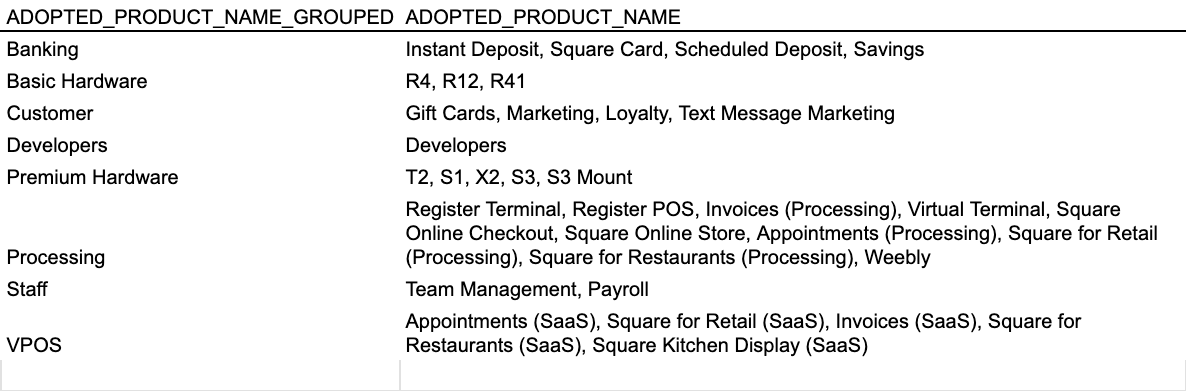 ADOPTED_PRODUCT_NAME_GROUPED ADOPTED_PRODUCT_NAME
Banking Instant Deposit, Square Card, Scheduled Deposit, Savings
Basic Hardware R4, R12, R41
Customer Gift Cards, Marketing, Loyalty, Text Message Marketing
Developers Developers
Premium Hardware T2, S1, X2, S3, S3 Mount
Register Terminal, Register POS, Invoices (Processing), Virtual Terminal, Square
Online Checkout, Square Online Store, Appointments (Processing), Square for Retail
Processing (Processing), Square for Restaurants (Processing), Weebly
Staff Team Management, Payroll
Appointments (SaaS), Square for Retail (SaaS), Invoices (SaaS), Square for
VPOS Restaurants (SaaS), Square Kitchen Display (SaaS)